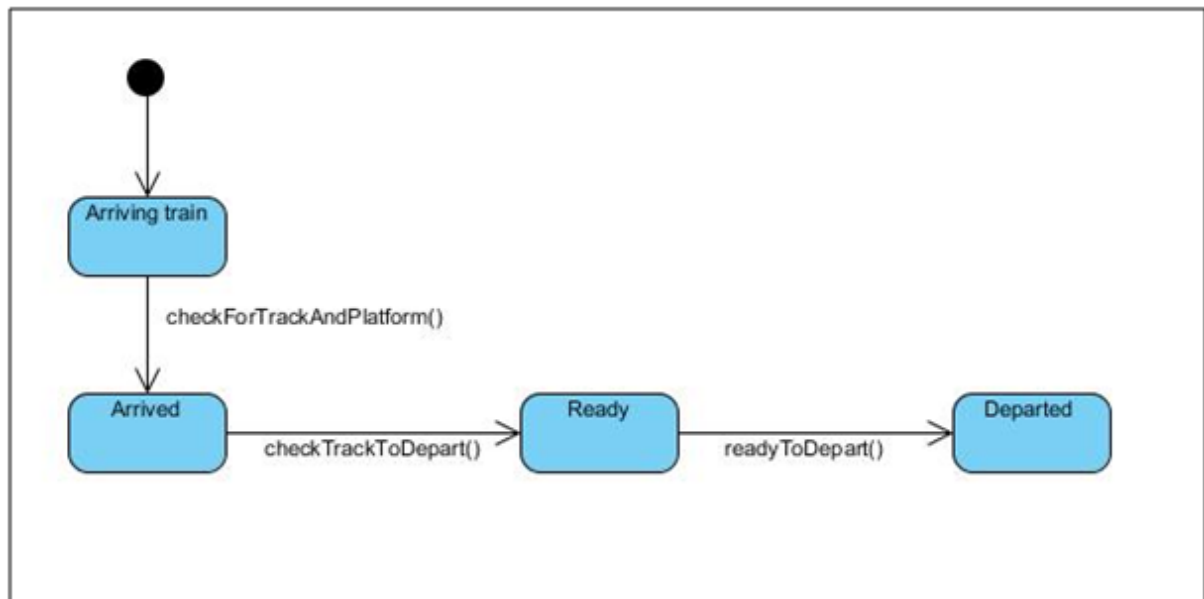 Arriving train
checkForTrackAndPlatform()
Arrived
checkTrackToDepart()
Ready
readyToDepart()
Departed